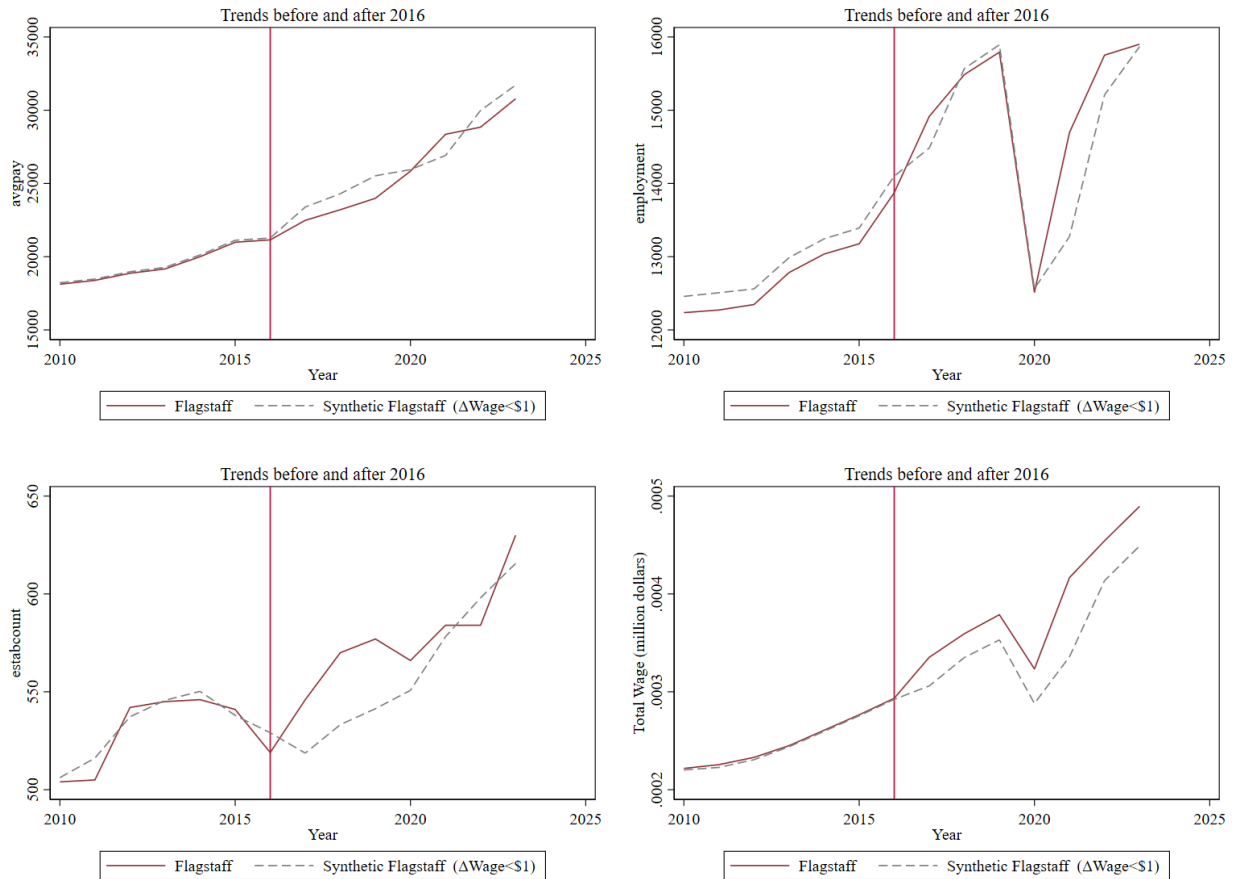 Trends before and after 2016
35000
30000
25000
20000
15000
avgpay
2010 2015 2020 2025
Year
Flagstaff Synthetic Flagstaff (ΔWage<$1)
Trends before and after 2016
16000
15000
14000
13000
12000
employment
2010 2015 2020 2025
Year
Flagstaff Synthetic Flagstaff (ΔWage<$1)
Trends before and after 2016
650
600
550
500
estabcount
2010 2015 2020 2025
Year
Flagstaff Synthetic Flagstaff (ΔWage<$1)
Trends before and after 2016
.0005
.0004
.0003
.0002
Total Wage (million dollars)
2010 2015 2020 2025
Year
Flagstaff Synthetic Flagstaff (ΔWage<$1)